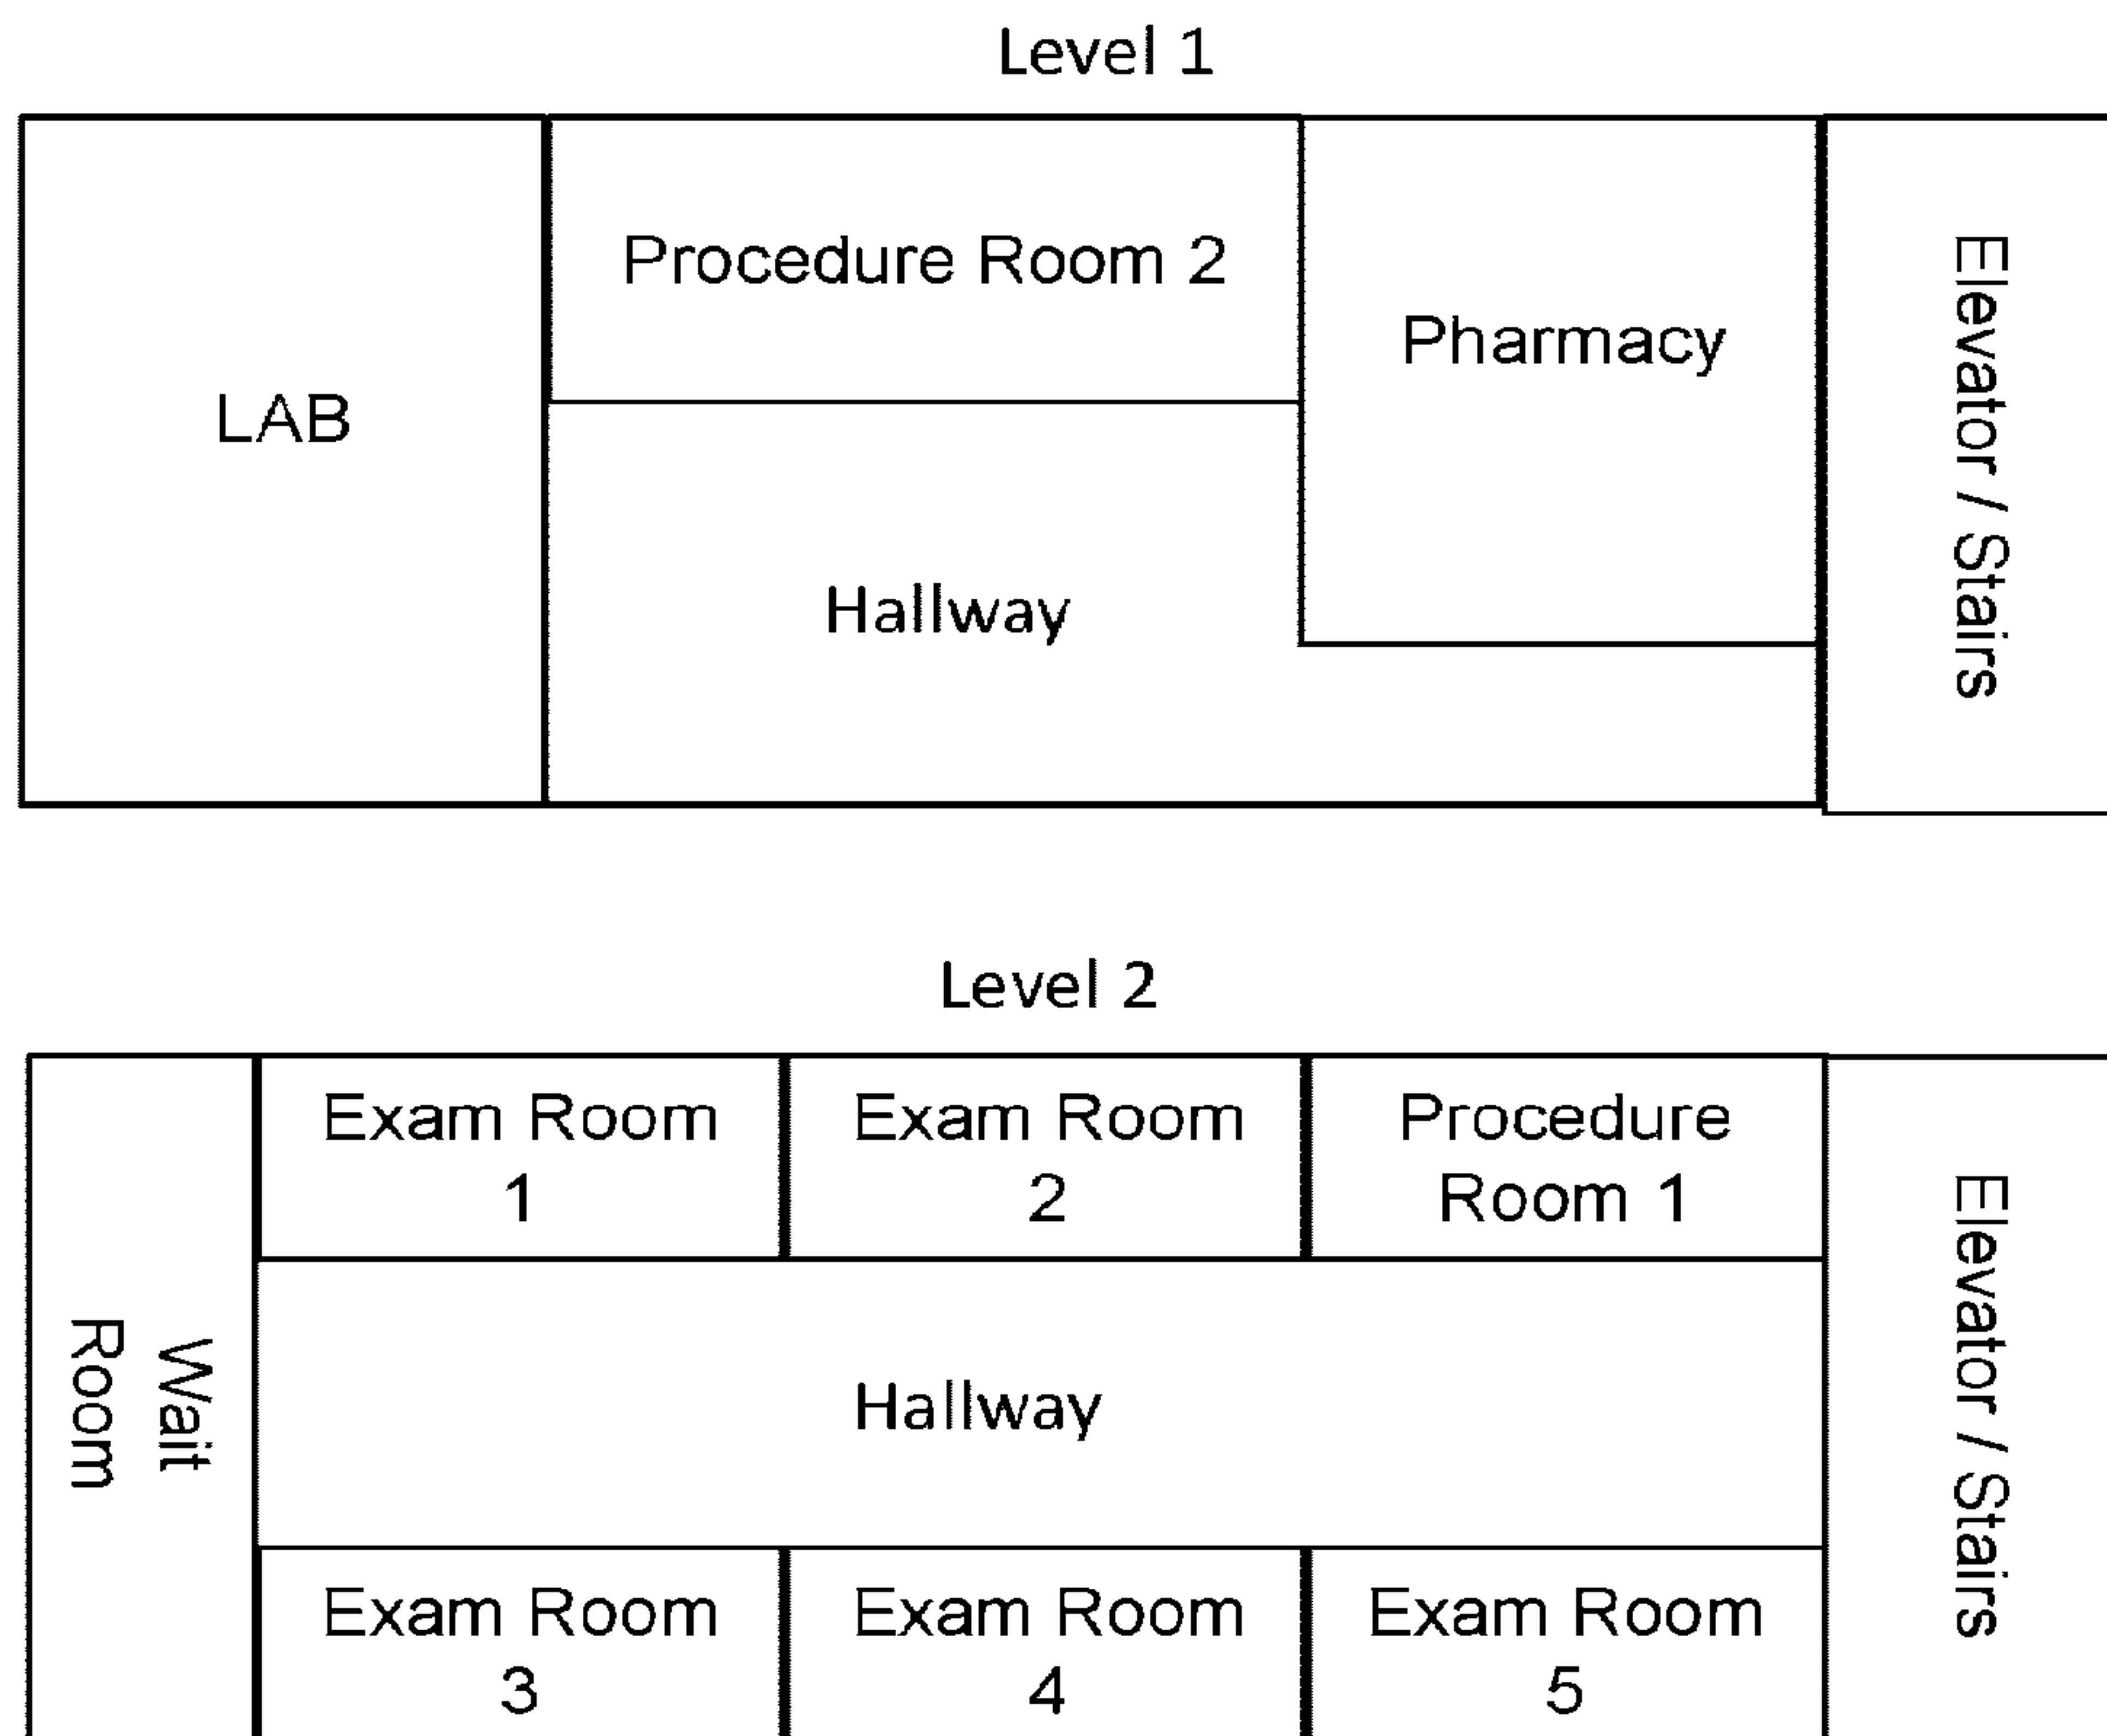 Level 1
LAB
Procedure Room 2
Pharmacy
Hallway
Elevator / Stairs
Level 2
Wait
Room
Exam Room
1
Exam Room
2
Procedure
Room 1
Hallway
Exam Room
3
Exam Room
4
Exam Room
5
Elevator / Stairs